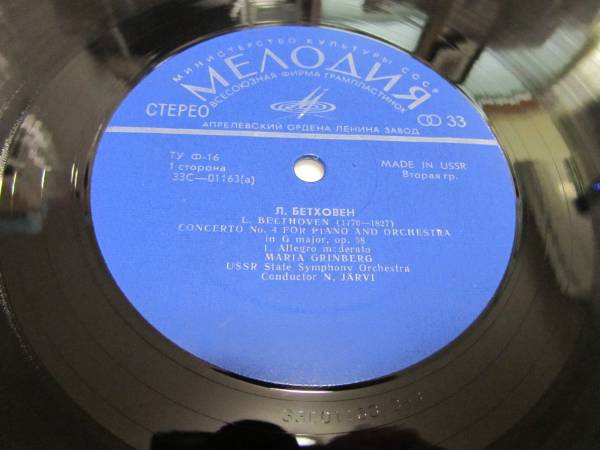 МИНИСТЕРСТВО КУЛЬТУРЫ СССР
МЕЛОДИЯ
ВСЕСОЮЗНАЯ ФИРМА ГРАМПЛАСТИНОК
СТЕРЕО
33
АПРЕЛЕВСКИЙ ОРДЕНА ЛЕНИНА ЗАВОД
ТУ Ф-16
1 сторона
33С—01163(а)
MADE IN USSR
Вторая гр.
Л. БЕТХОВЕН
L. BEETHOVEN (1770—1827)
CONCERTO No. 4 FOR PIANO AND ORCHESTRA
in G major, op. 58
1. Allegro moderato
MARIA GRINBERG
USSR State Symphony Orchestra
Conductor N. JÄRVI